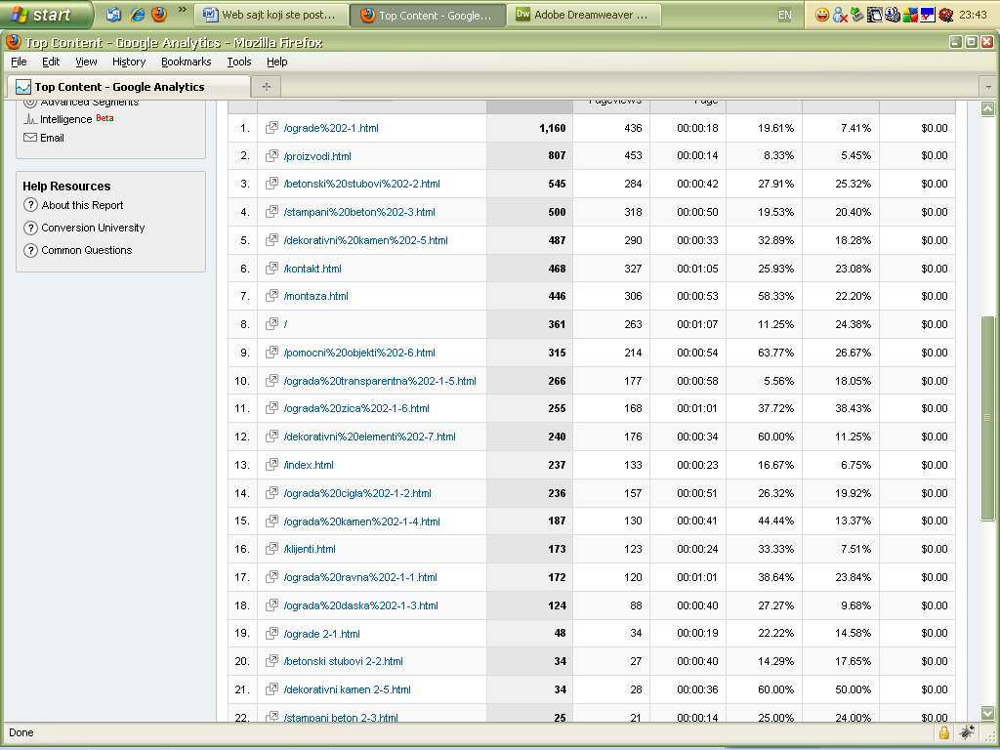 start
Web sajt koji ste post...
Top Content - Google...
Dw Adobe Dreamweaver ...
EN
23:43
Top Content - Google Analytics - Mozilla Firefox
File Edit View History Bookmarks Tools Help
Top Content - Google Analytics
Advanced Segments
Intelligence Beta
Email
Help Resources
? About this Report
? Conversion University
? Common Questions
Pageviews Page
1. /ograde%202-1.html 1,160 436 00:00:18 19.61% 7.41% $0.00
2. /proizvodi.html 807 453 00:00:14 8.33% 5.45% $0.00
3. /betonski%20stubovi%202-2.html 545 284 00:00:42 27.91% 25.32% $0.00
4. /stampani%20beton%202-3.html 500 318 00:00:50 19.53% 20.40% $0.00
5. /dekorativni%20kamen%202-5.html 487 290 00:00:33 32.89% 18.28% $0.00
6. /kontakt.html 468 327 00:01:05 25.93% 23.08% $0.00
7. /montaza.html 446 306 00:00:53 58.33% 22.20% $0.00
8. / 361 263 00:01:07 11.25% 24.38% $0.00
9. /pomocni%20objekti%202-6.html 315 214 00:00:54 63.77% 26.67% $0.00
10. /ograda%20transparentna%202-1-5.html 266 177 00:00:58 5.56% 18.05% $0.00
11. /ograda%20zica%202-1-6.html 255 168 00:01:01 37.72% 38.43% $0.00
12. /dekorativni%20elementi%202-7.html 240 176 00:00:34 60.00% 11.25% $0.00
13. /index.html 237 133 00:00:23 16.67% 6.75% $0.00
14. /ograda%20cigla%202-1-2.html 236 157 00:00:51 26.32% 19.92% $0.00
15. /ograda%20kamen%202-1-4.html 187 130 00:00:41 44.44% 13.37% $0.00
16. /klijenti.html 173 123 00:00:24 33.33% 7.51% $0.00
17. /ograda%20ravna%202-1-1.html 172 120 00:01:01 38.64% 23.84% $0.00
18. /ograda%20daska%202-1-3.html 124 88 00:00:40 27.27% 9.68% $0.00
19. /ograde 2-1.html 48 34 00:00:19 22.22% 14.58% $0.00
20. /betonski stubovi 2-2.html 34 27 00:00:40 14.29% 17.65% $0.00
21. /dekorativni kamen 2-5.html 34 28 00:00:36 60.00% 50.00% $0.00
22. /stampani beton 2-3.html 25 21 00:00:14 25.00% 24.00% $0.00
Done